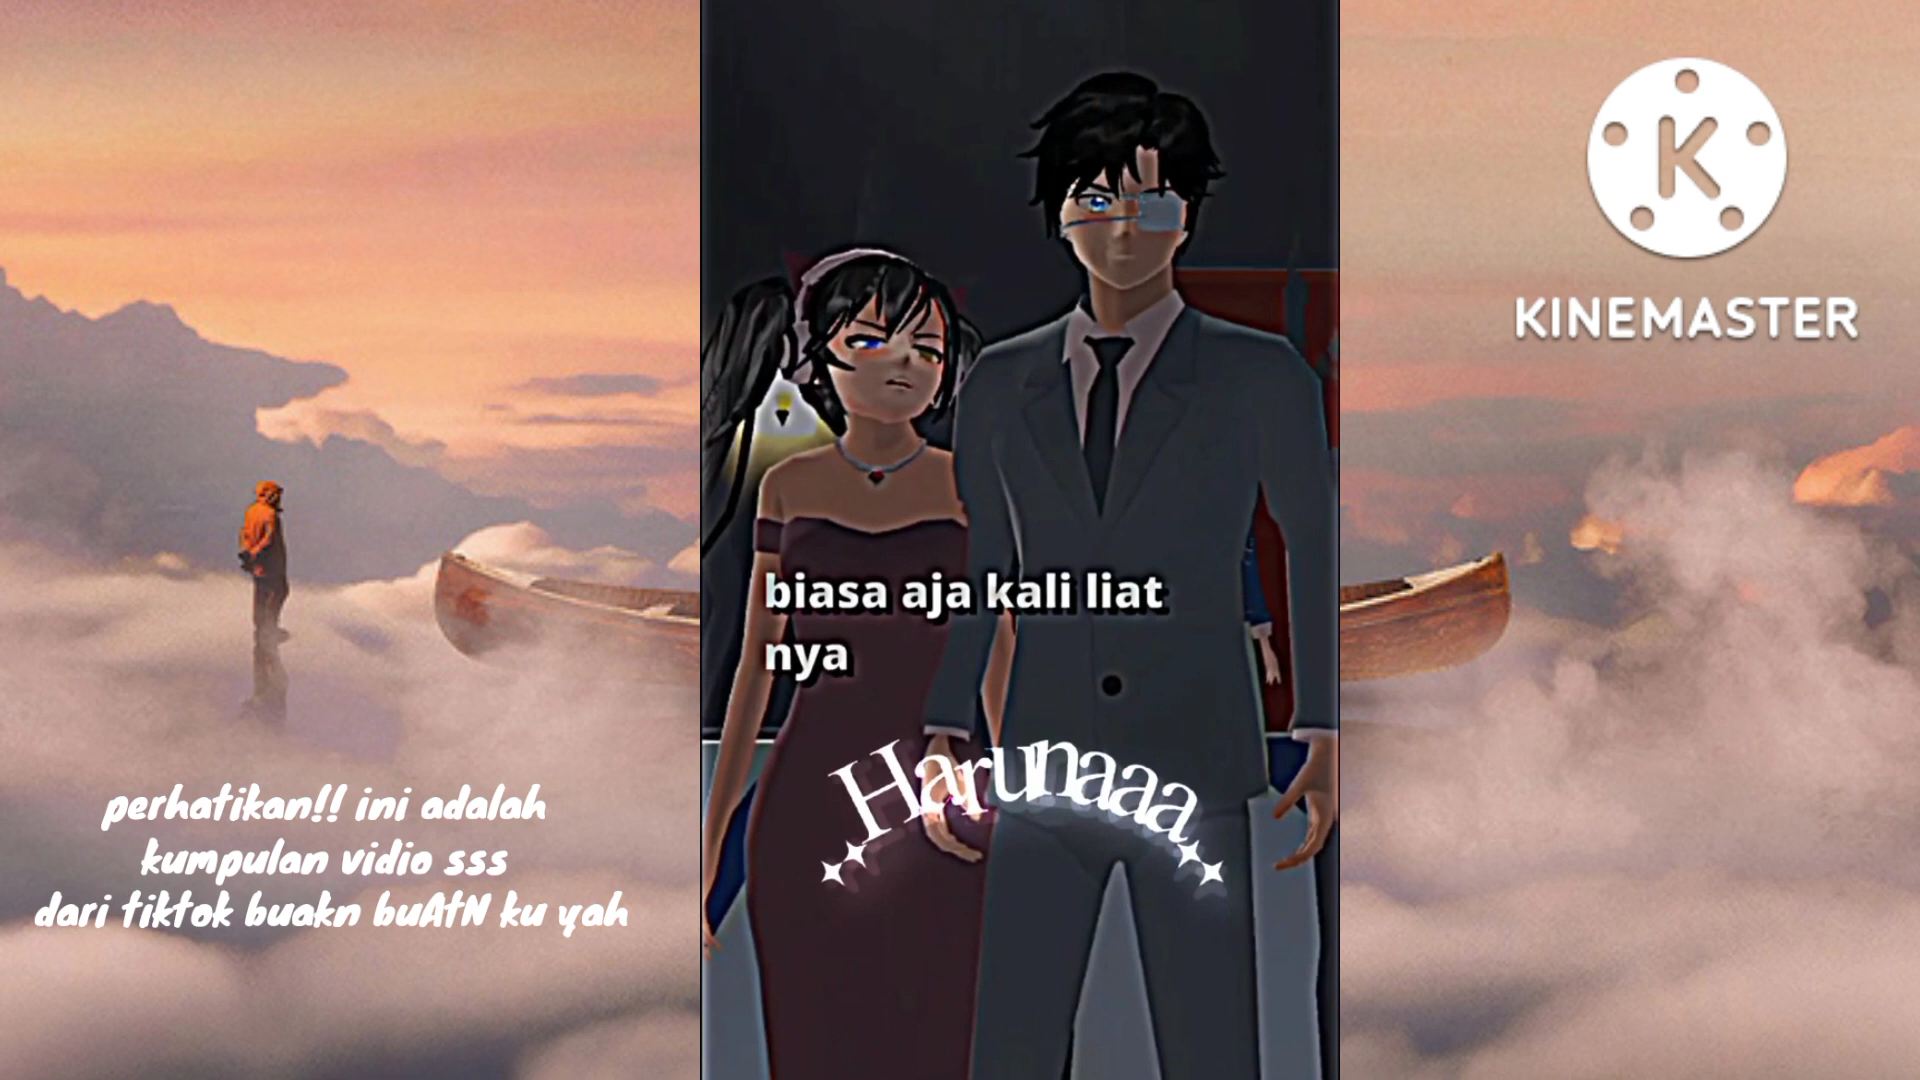 perhatikan!! ini adalah
kumpulan vidio sss
dari tiktok buakn buAtN ku yah
biasa aja kali liat
nya
Harunaaa
K
KINEMASTER